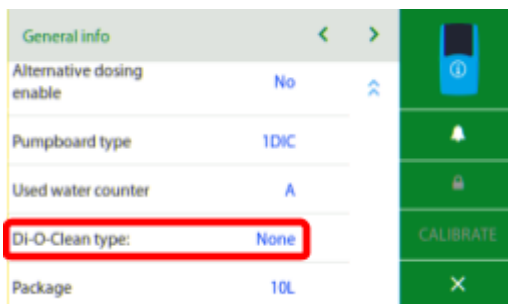 General info
Alternative dosing
enable
No
Pumpboard type 1DIC
Used water counter A
Di-O-Clean type: None
Package 10L
CALIBRATE